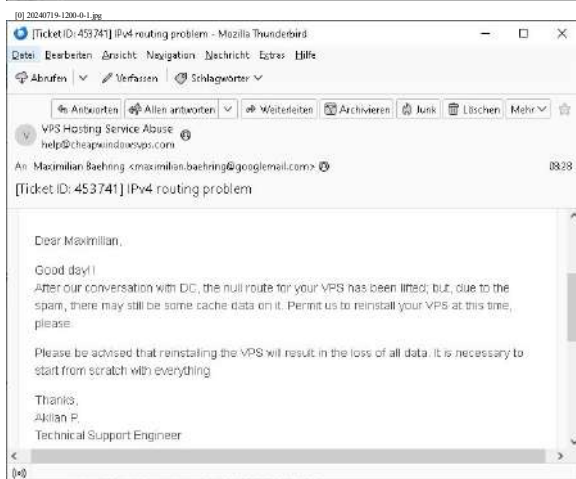 [0] 20240719-1200-0-1.jpg
[Ticket ID: 453741] IPv4 routing problem - Mozilla Thunderbird
Datei Bearbeiten Ansicht Navigation Nachricht Extras Hilfe
Abrufen Verfassen Schlagwörter
Antworten Allen antworten Weiterleiten Archivieren Junk Löschen Mehr
V VPS Hosting Service Abuse
help@cheapwindowsvps.com
An Maximilian Baehring <maximilian.baehring@googlemail.com> 08:28
[Ticket ID: 453741] IPv4 routing problem
Dear Maximilian,
Good day!!
After our conversation with DC, the null route for your VPS has been lifted; but, due to the
spam, there may still be some cache data on it. Permit us to reinstall your VPS at this time,
please.
Please be advised that reinstalling the VPS will result in the loss of all data. It is necessary to
start from scratch with everything
Thanks,
Akilan P.
Technical Support Engineer